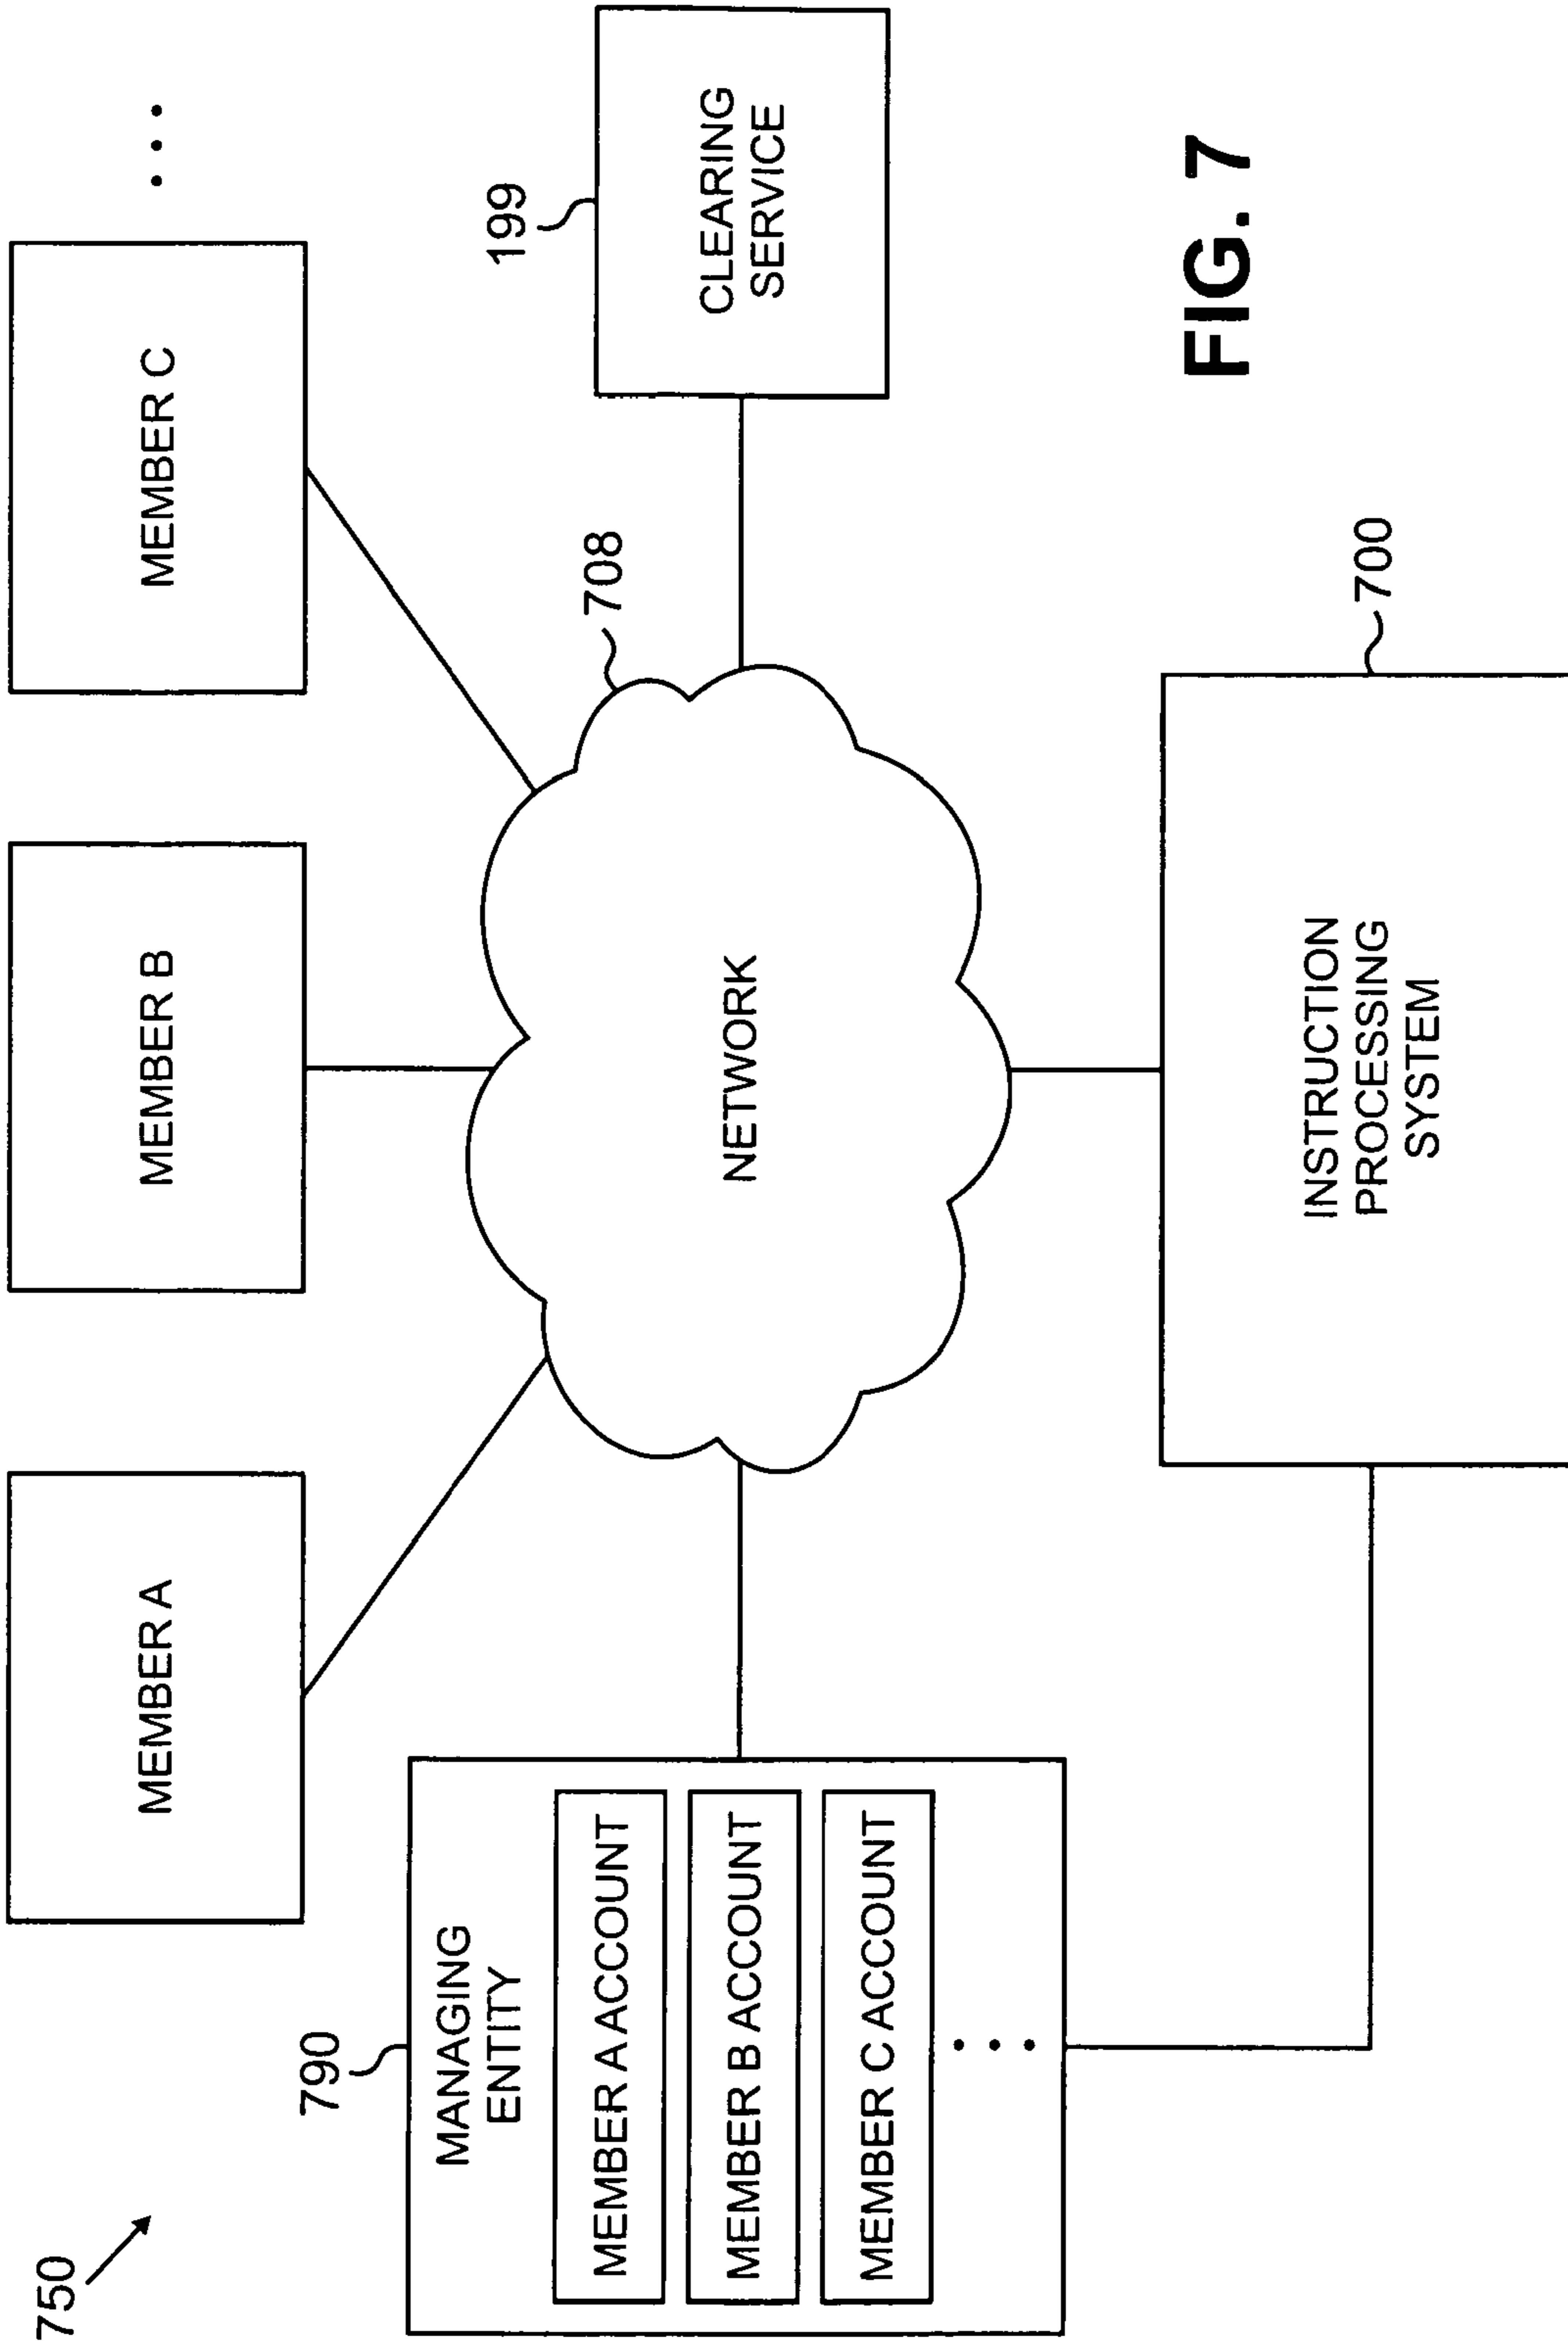 750
MEMBER A
MEMBER B
MEMBER C
• • •
790
MANAGING
ENTITY
MEMBER A ACCOUNT
MEMBER B ACCOUNT
MEMBER C ACCOUNT
• • •
708
NETWORK
199
CLEARING
SERVICE
700
INSTRUCTION
PROCESSING
SYSTEM
FIG. 7